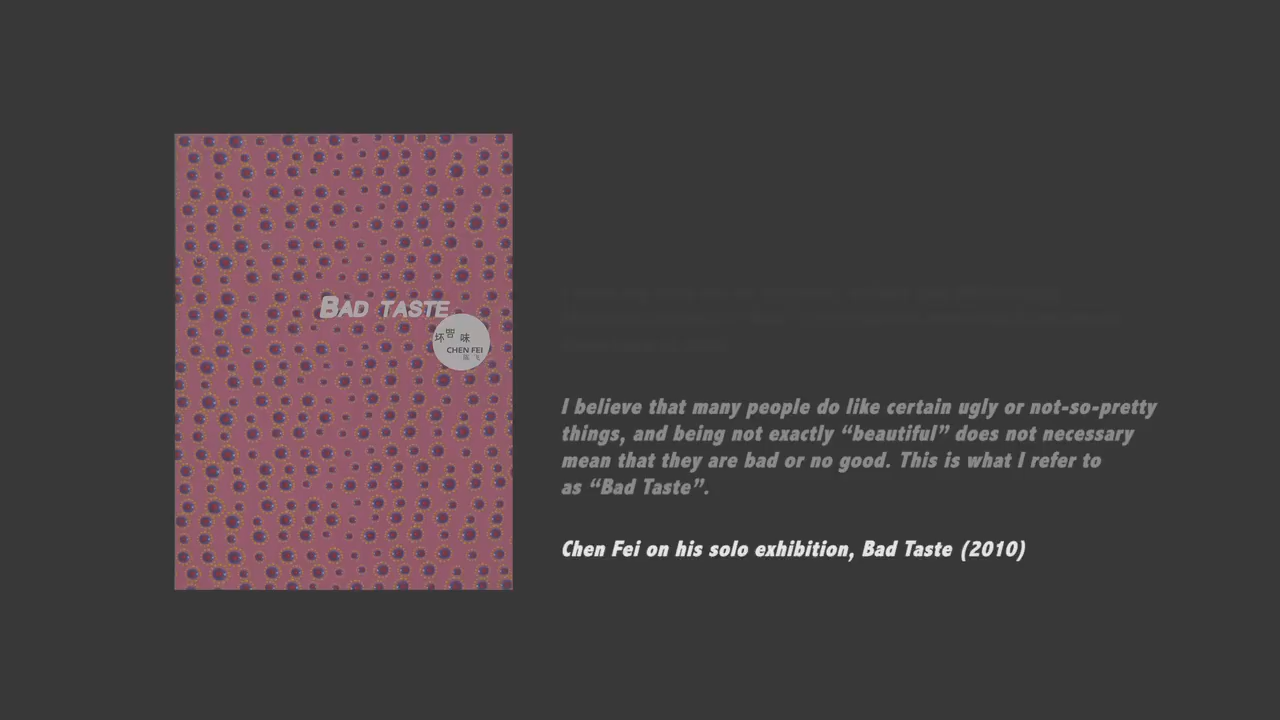 BAD TASTE
坏 味
CHEN FEI
陈 飞
I believe that many people do like certain ugly or not-so-pretty
things, and being not exactly “beautiful” does not necessary
mean that they are bad or no good. This is what I refer to
as “Bad Taste”.
Chen Fei on his solo exhibition, Bad Taste (2010)